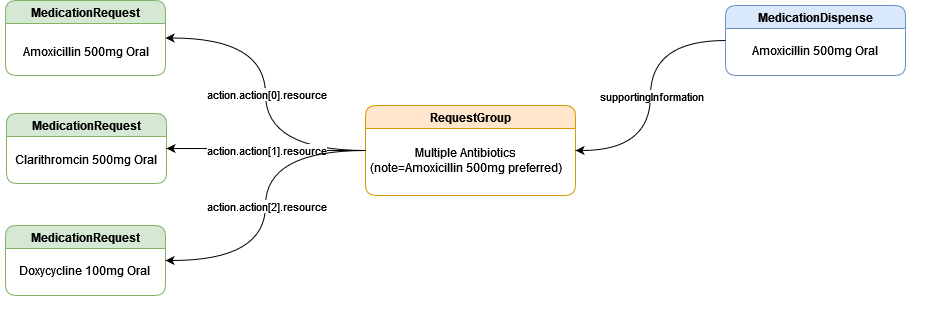 MedicationRequest
Amoxicillin 500mg Oral
MedicationRequest
Clarithromcin 500mg Oral
MedicationRequest
Doxycycline 100mg Oral
action.action[0].resource
action.action[1].resource
action.action[2].resource
RequestGroup
Multiple Antibiotics
(note=Amoxicillin 500mg preferred)
supportingInformation
MedicationDispense
Amoxicillin 500mg Oral